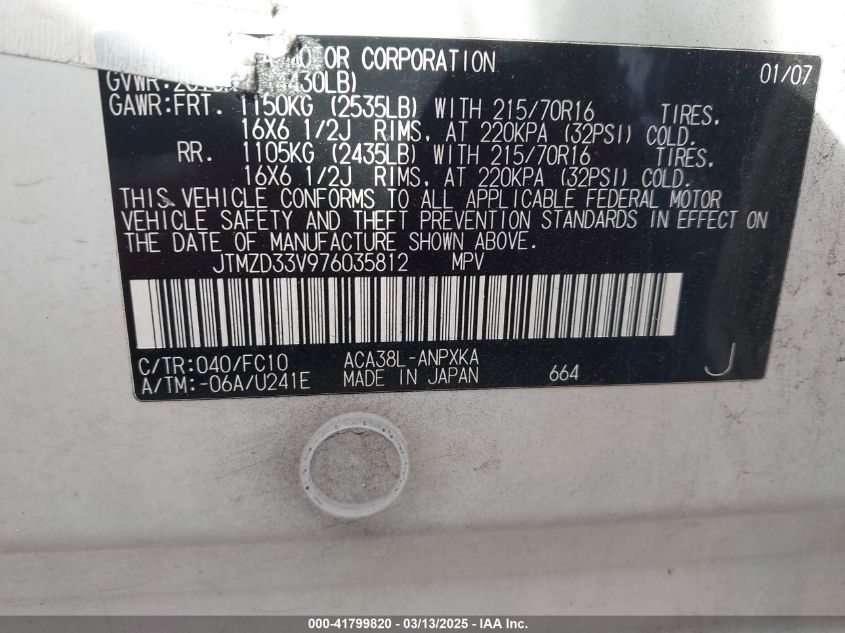 OR CORPORATION 01/07
GVWR: 430LB)
GAWR:FRT. 1150KG (2535LB) WITH 215/70R16 TIRES,
16X6 1/2J RIMS, AT 220KPA (32PSI) COLD.
RR. 1105KG (2435LB) WITH 215/70R16 TIRES,
16X6 1/2J RIMS, AT 220KPA (32PSI) COLD.
THIS VEHICLE CONFORMS TO ALL APPLICABLE FEDERAL MOTOR
VEHICLE SAFETY AND THEFT PREVENTION STANDARDS IN EFFECT ON
THE DATE OF MANUFACTURE SHOWN ABOVE.
JTMZD33V976035812 MPV
C/TR:040/FC10 ACA38L-ANPXKA
A/TM:-06A/U241E MADE IN JAPAN 664 J
000-41799820 — 03/13/2025 — IAA, Inc.